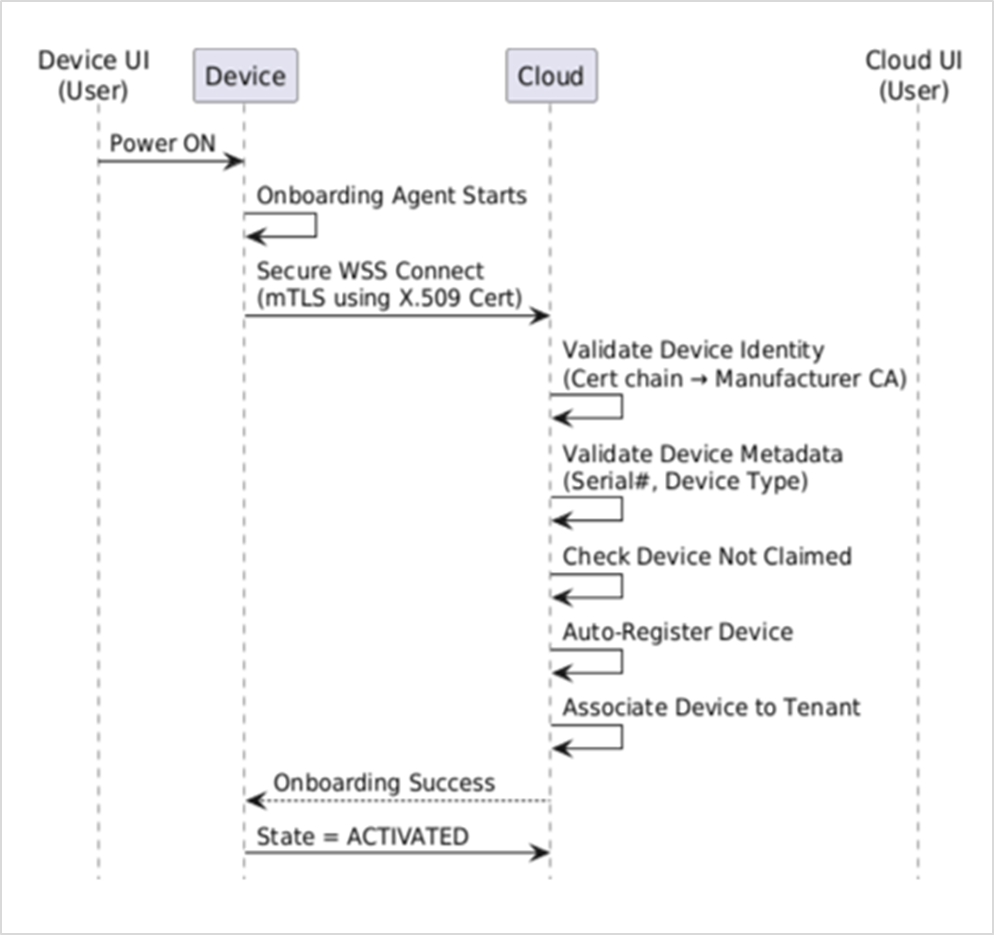 Device UI
(User)
Device
Cloud
Cloud UI
(User)
Power ON
Onboarding Agent Starts
Secure WSS Connect
(mTLS using X.509 Cert)
Validate Device Identity
(Cert chain → Manufacturer CA)
Validate Device Metadata
(Serial#, Device Type)
Check Device Not Claimed
Auto-Register Device
Associate Device to Tenant
Onboarding Success
State = ACTIVATED